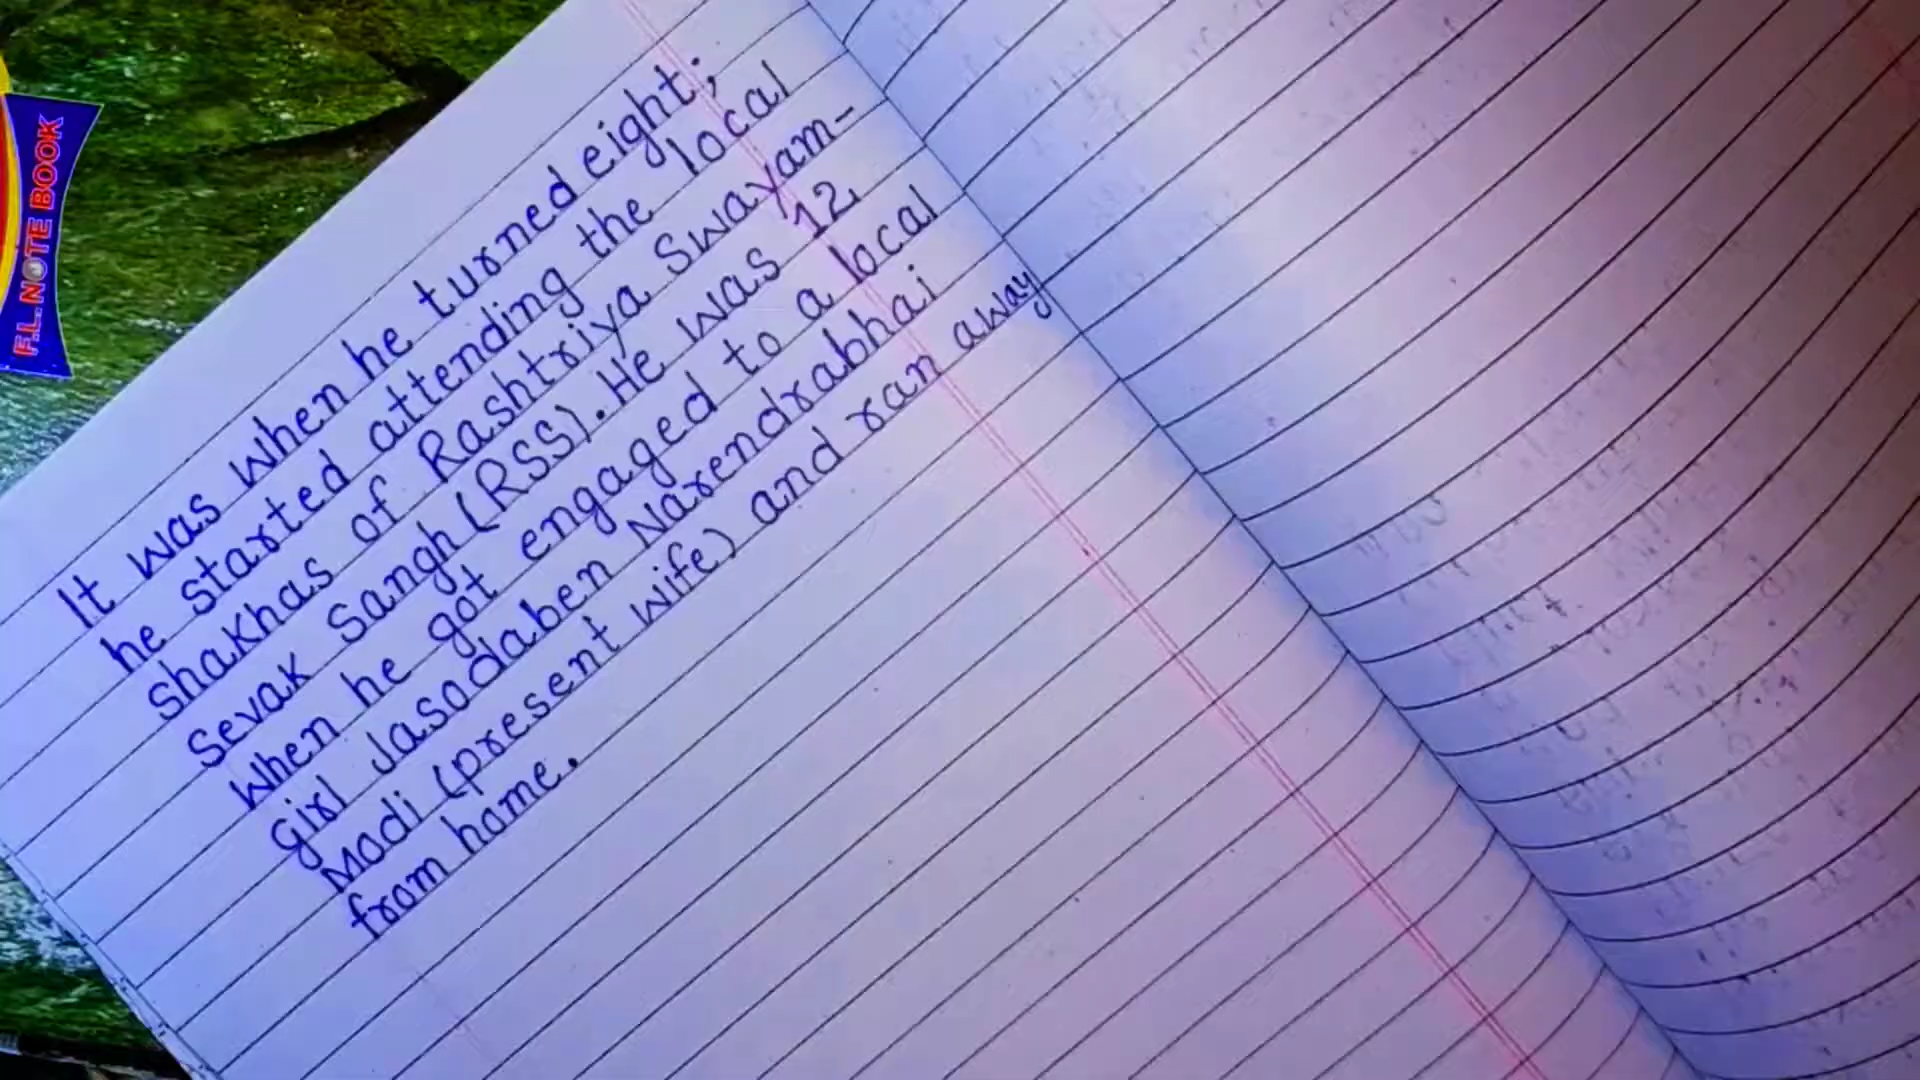 It was when he turned eight;
he started attending the local
shakhas of Rashtriya Swayam-
Sevak Sangh (RSS). He was 12,
When he got engaged to a local
girl Jasodaben Narendrabhai
Modi (present wife) and ran away
from home.
F.L. NOTE BOOK